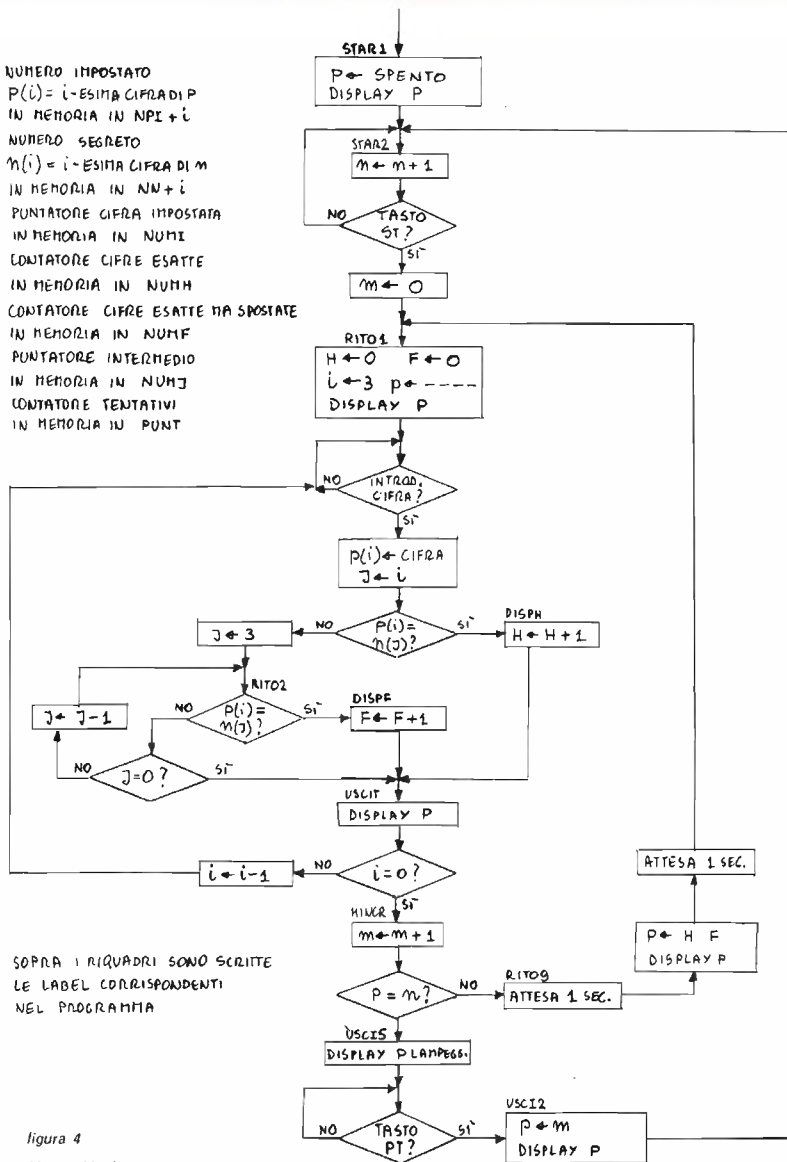 NUMERO IMPOSTATO
P(i) = i-ESIMA CIFRA DI P
IN MEMORIA IN NPI + i
NUMERO SEGRETO
n(i) = i-ESIMA CIFRA DI n
IN MEMORIA IN NN + i
PUNTATORE CIFRA IMPOSTATA
IN MEMORIA IN NUMI
CONTATORE CIFRE ESATTE
IN MEMORIA IN NUMH
CONTATORE CIFRE ESATTE MA SPOSTATE
IN MEMORIA IN NUMF
PUNTATORE INTERMEDIO
IN MEMORIA IN NUMJ
CONTATORE TENTATIVI
IN MEMORIA IN PUNT
STAR1
P ← SPENTO
DISPLAY P
STAR2
n ← n + 1
NO
TASTO
ST?
SI
m ← 0
RITO1
H ← 0 F ← 0
i ← 3 p ← ----
DISPLAY P
NO
INTROD.
CIFRA?
SI
P(i) ← CIFRA
J ← i
NO
P(i) =
n(J)?
SI
DISPH
H ← H + 1
J ← 3
RITO2
J ← J-1
NO
P(i) =
n(J)?
SI
DISPF
F ← F + 1
NO
J = 0?
SI
USCIT
DISPLAY P
i ← i-1
NO
i = 0?
SI
ATTESA 1 SEC.
MINCR
m ← m + 1
P ← H F
DISPLAY P
SOPRA I RIQUADRI SONO SCRITTE
LE LABEL CORRISPONDENTI
NEL PROGRAMMA
P = n?
NO
RITO9
ATTESA 1 SEC.
SI
USCI5
DISPLAY P LAMPEGG.
NO
TASTO
PT?
SI
USCI2
P ← m
DISPLAY P
figura 4